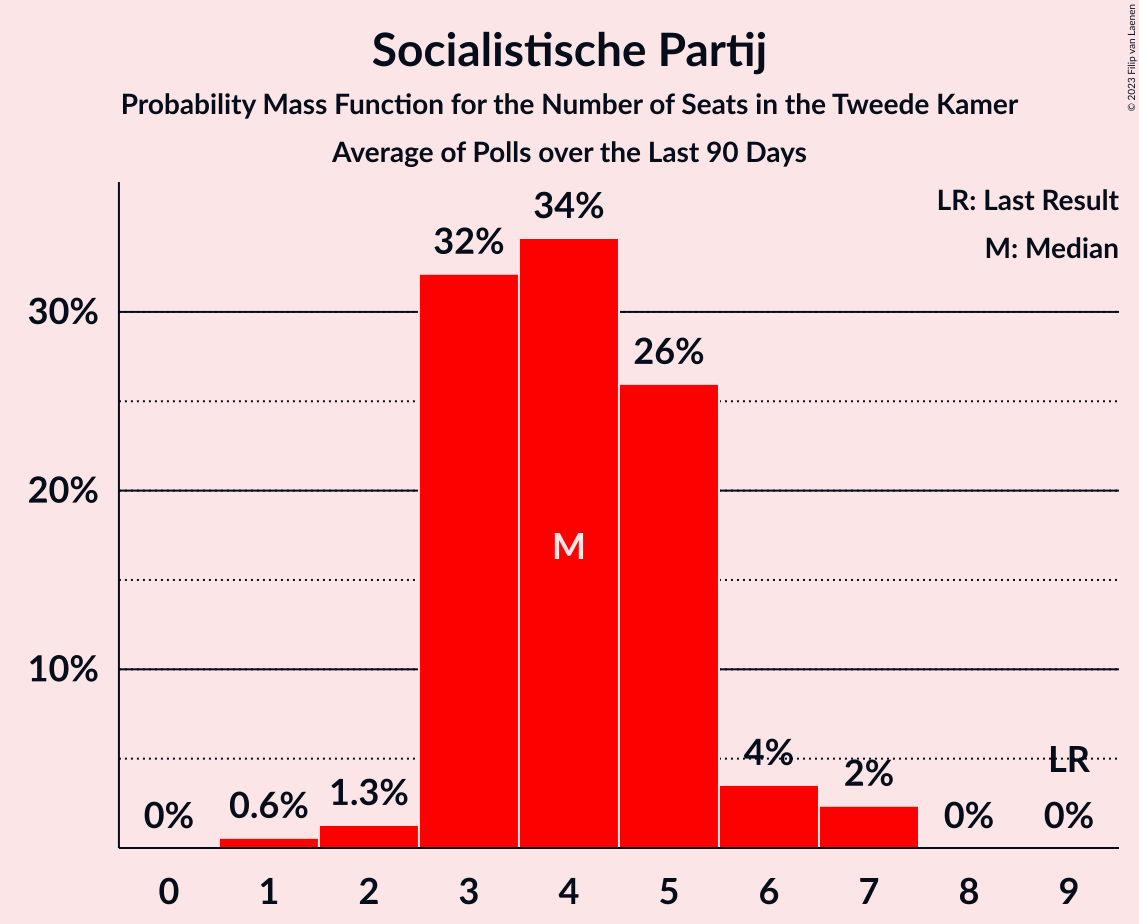 Socialistische Partij
Probability Mass Function for the Number of Seats in the Tweede Kamer
Average of Polls over the Last 90 Days
© 2023 Filip van Laenen
LR: Last Result
M: Median
34%
32%
30%
26%
20%
M
10%
4%
2%
LR
0%
0.6%
1.3%
0%
0%
0 1 2 3 4 5 6 7 8 9